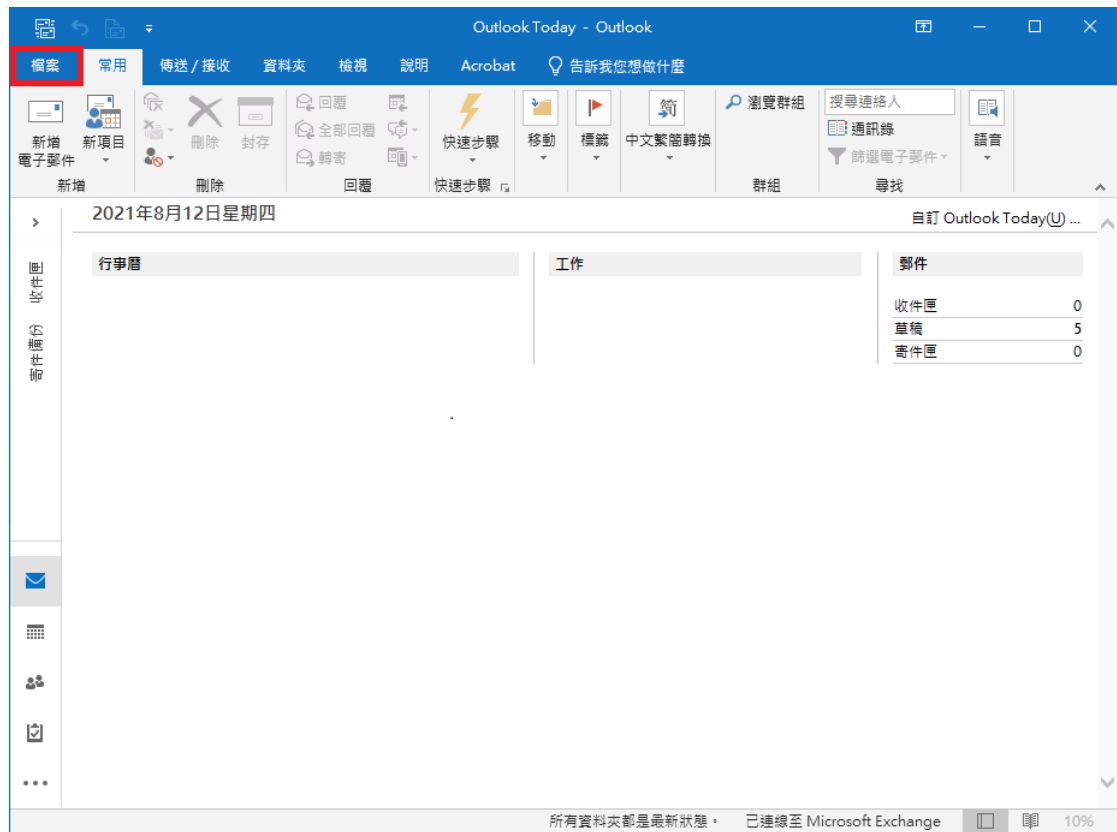 Outlook Today - Outlook
檔案 常用 傳送 / 接收 資料夾 檢視 說明 Acrobat 告訴我您想做什麼
新增
電子郵件
新項目
刪除
封存
回覆
全部回覆
轉寄
快速步驟
移動
標籤
简
中文繁簡轉換
瀏覽群組
搜尋連絡人
通訊錄
篩選電子郵件
語音
新增 刪除 回覆 快速步驟 群組 尋找
2021年8月12日星期四
自訂 Outlook Today(U) ...
收件匣
寄件備份
行事曆
工作
郵件
收件匣 0
草稿 5
寄件匣 0
所有資料夾都是最新狀態。 已連線至 Microsoft Exchange 10%